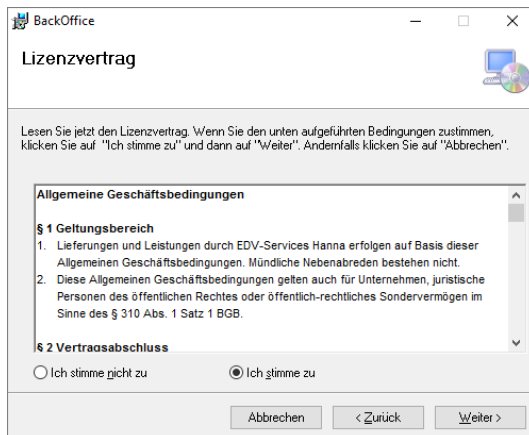 BackOffice
Lizenzvertrag
Lesen Sie jetzt den Lizenzvertrag. Wenn Sie den unten aufgeführten Bedingungen zustimmen,
klicken Sie auf "Ich stimme zu" und dann auf "Weiter". Andernfalls klicken Sie auf "Abbrechen".
Allgemeine Geschäftsbedingungen
§ 1 Geltungsbereich
1. Lieferungen und Leistungen durch EDV-Services Hanna erfolgen auf Basis dieser
Allgemeinen Geschäftsbedingungen. Mündliche Nebenabreden bestehen nicht.
2. Diese Allgemeinen Geschäftsbedingungen gelten auch für Unternehmen, juristische
Personen des öffentlichen Rechtes oder öffentlich-rechtliches Sondervermögen im
Sinne des § 310 Abs. 1 Satz 1 BGB.
§ 2 Vertragsabschluss
Ich stimme nicht zu Ich stimme zu
Abbrechen < Zurück Weiter >